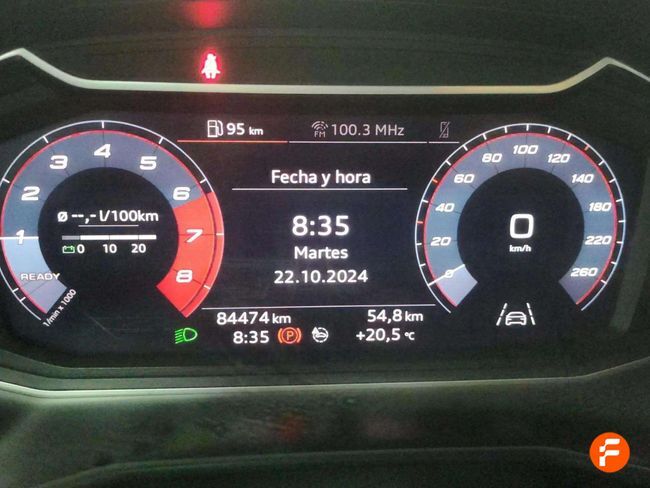 95 km
FM 100.3 MHz
Fecha y hora
8:35
Martes
22.10.2024
84474 km 54,8 km
8:35 P +20,5 °C
1 2 3 4 5 6 7 8
READY
1/min x 1000
Ø --,- l/100km
0 10 20
0 20 40 60 80 100 120 140 180 220 260
0
km/h